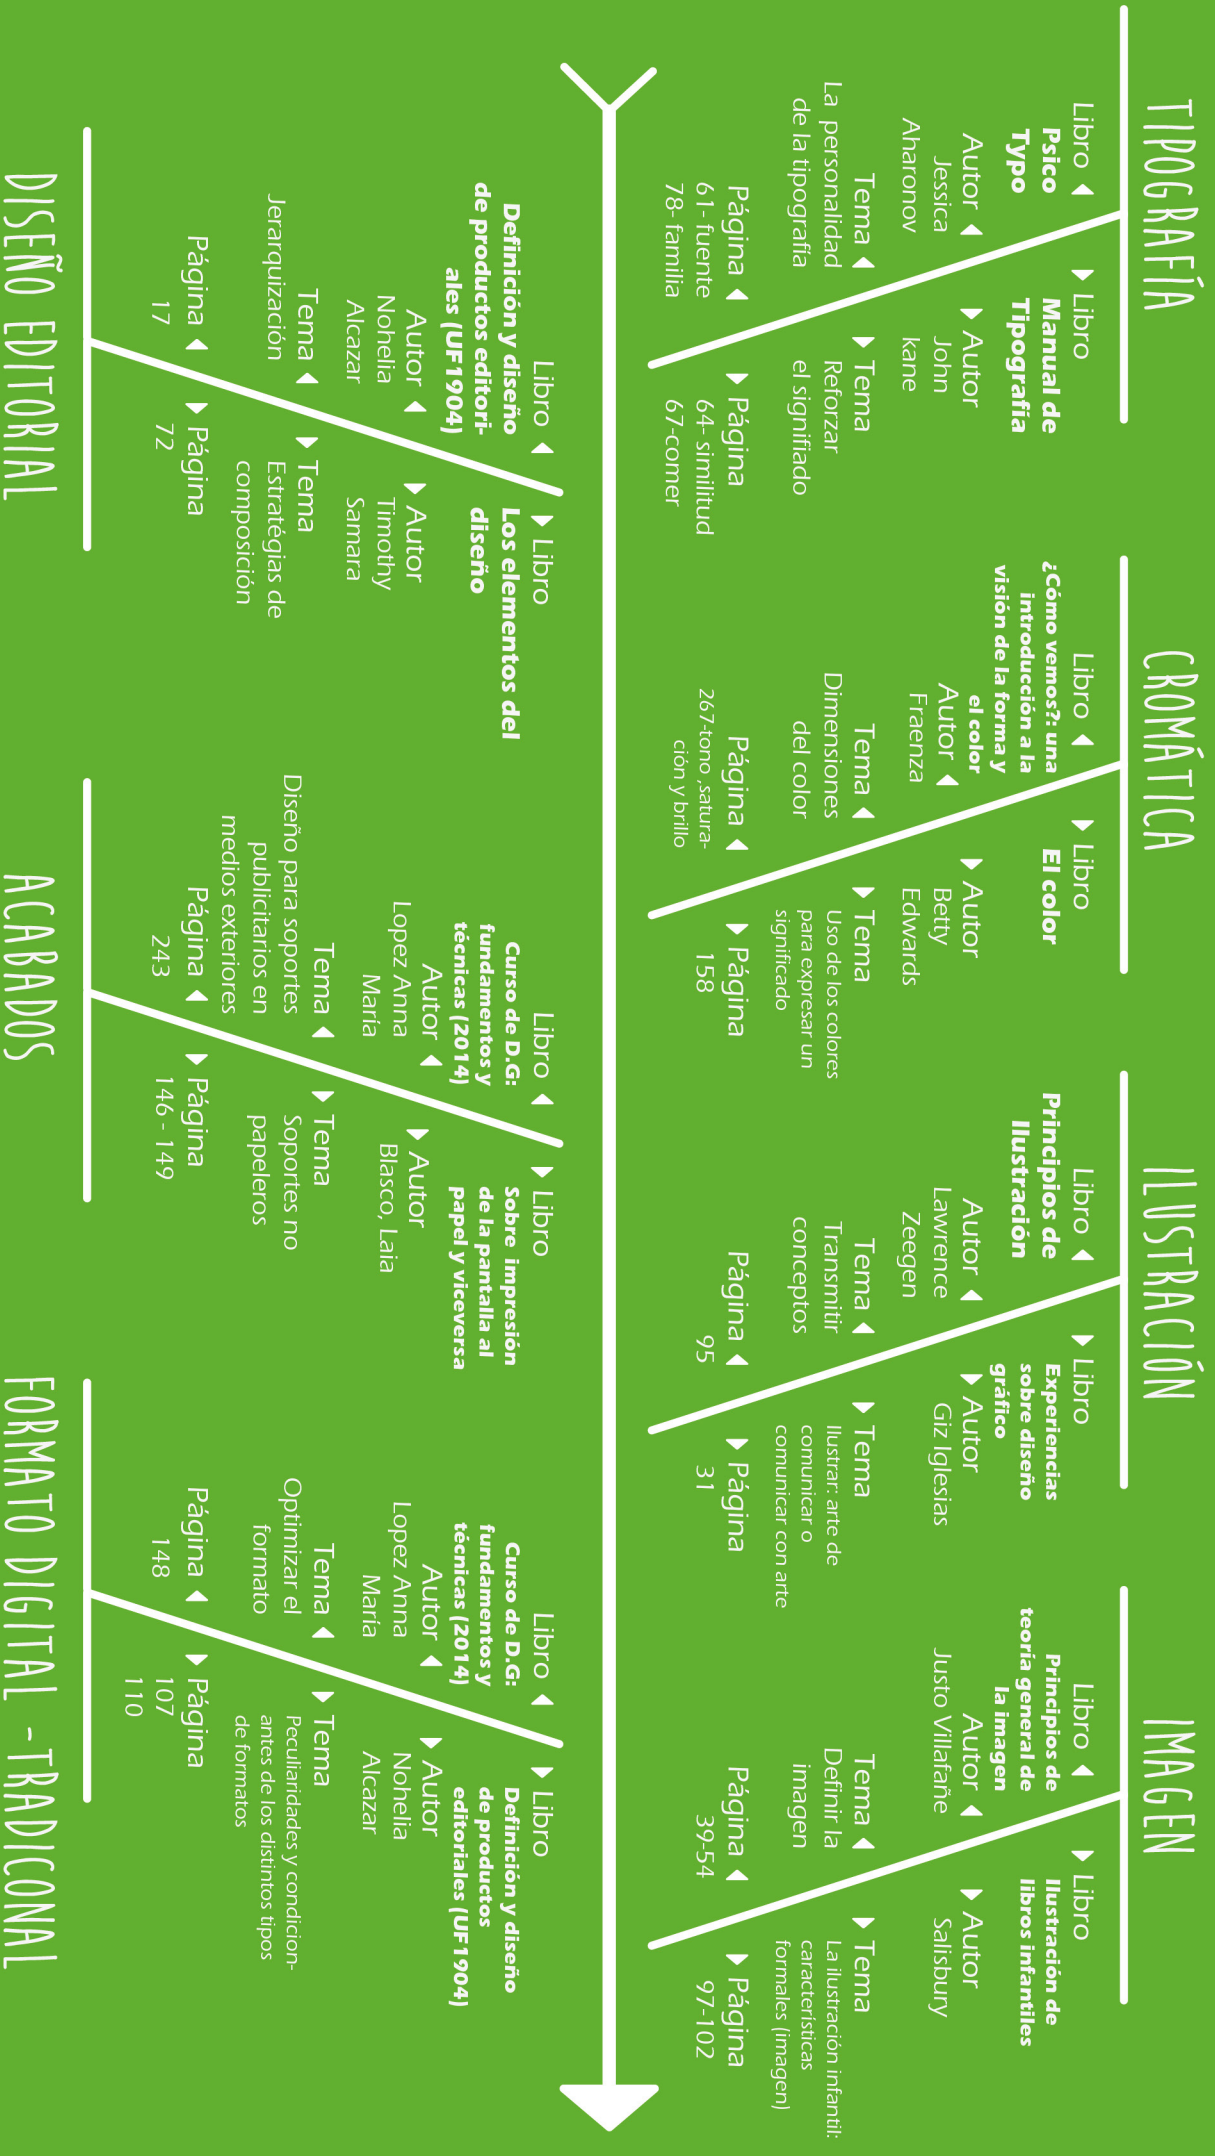 TIPOGRAFÍA
Libro
Psico
Typo
Autor
Jessica
Aharonov
Tema
La personalidad
de la tipografía
Página
61- fuente
78- familia
Libro
Manual de
Tipografía
Autor
John
kane
Tema
Reforzar
el signifiado
Página
64- similitud
67-comer
CROMÁTICA
Libro
¿Cómo vemos?: una
introducción a la
visión de la forma y
el color
Autor
Fraenza
Tema
Dimensiones
del color
Página
267-tono ,satura-
ción y brillo
Libro
El color
Autor
Betty
Edwards
Tema
Uso de los colores
para expresar un
significado
Página
158
ILUSTRACIÓN
Libro
Principios de
Ilustración
Autor
Lawrence
Zeegen
Tema
Transmitir
conceptos
Página
95
Libro
Experiencias
sobre diseño
gráfico
Autor
Giz Iglesias
Tema
Ilustrar: arte de
comunicar o
comunicar con arte
Página
31
IMAGEN
Libro
Principios de
teoría general de
la imagen
Autor
Justo Villafañe
Tema
Definir la
imagen
Página
39-54
Libro
Ilustración de
libros infantiles
Autor
Salisbury
Tema
La ilustración infantil:
características
formales (imagen)
Página
97-102
Libro
Definición y diseño
de productos editori-
ales (UF1904)
Autor
Nohelia
Alcazar
Tema
Jerarquización
Página
17
Libro
Los elementos del
diseño
Autor
Timothy
Samara
Tema
Estratégias de
composición
Página
72
DISEÑO EDITORIAL
Libro
Curso de D.G:
fundamentos y
técnicas (2014)
Autor
Lopez Anna
María
Tema
Diseño para soportes
publicitarios en
medios exteriores
Página
243
Libro
Sobre impresión
de la pantalla al
papel y viceversa
Autor
Blasco, Laia
Tema
Soportes no
papeleros
Página
146 - 149
ACABADOS
Libro
Curso de D.G:
fundamentos y
técnicas (2014)
Autor
Lopez Anna
María
Tema
Optimizar el
formato
Página
148
Libro
Definición y diseño
de productos
editoriales (UF1904)
Autor
Nohelia
Alcazar
Tema
Peculiaridades y condicion-
antes de los distintos tipos
de formatos
Página
107
110
FORMATO DIGITAL -TRADICONAL